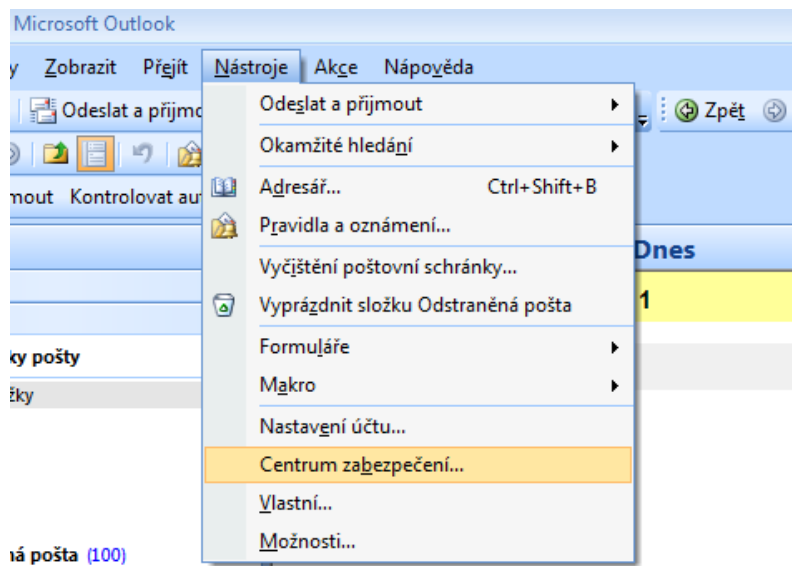 Microsoft Outlook
y Zobrazit Přejít Nástroje Akce Nápověda
Odeslat a přijmo
Zpět
mout Kontrolovat au
Odeslat a přijmout
Okamžité hledání
Adresář... Ctrl+Shift+B
Pravidla a oznámení...
Vyčištění poštovní schránky...
Vyprázdnit složku Odstraněná pošta
Formuláře
Makro
Nastavení účtu...
Centrum zabezpečení...
Vlastní...
Možnosti...
Dnes
1
ky pošty
žky
ná pošta (100)